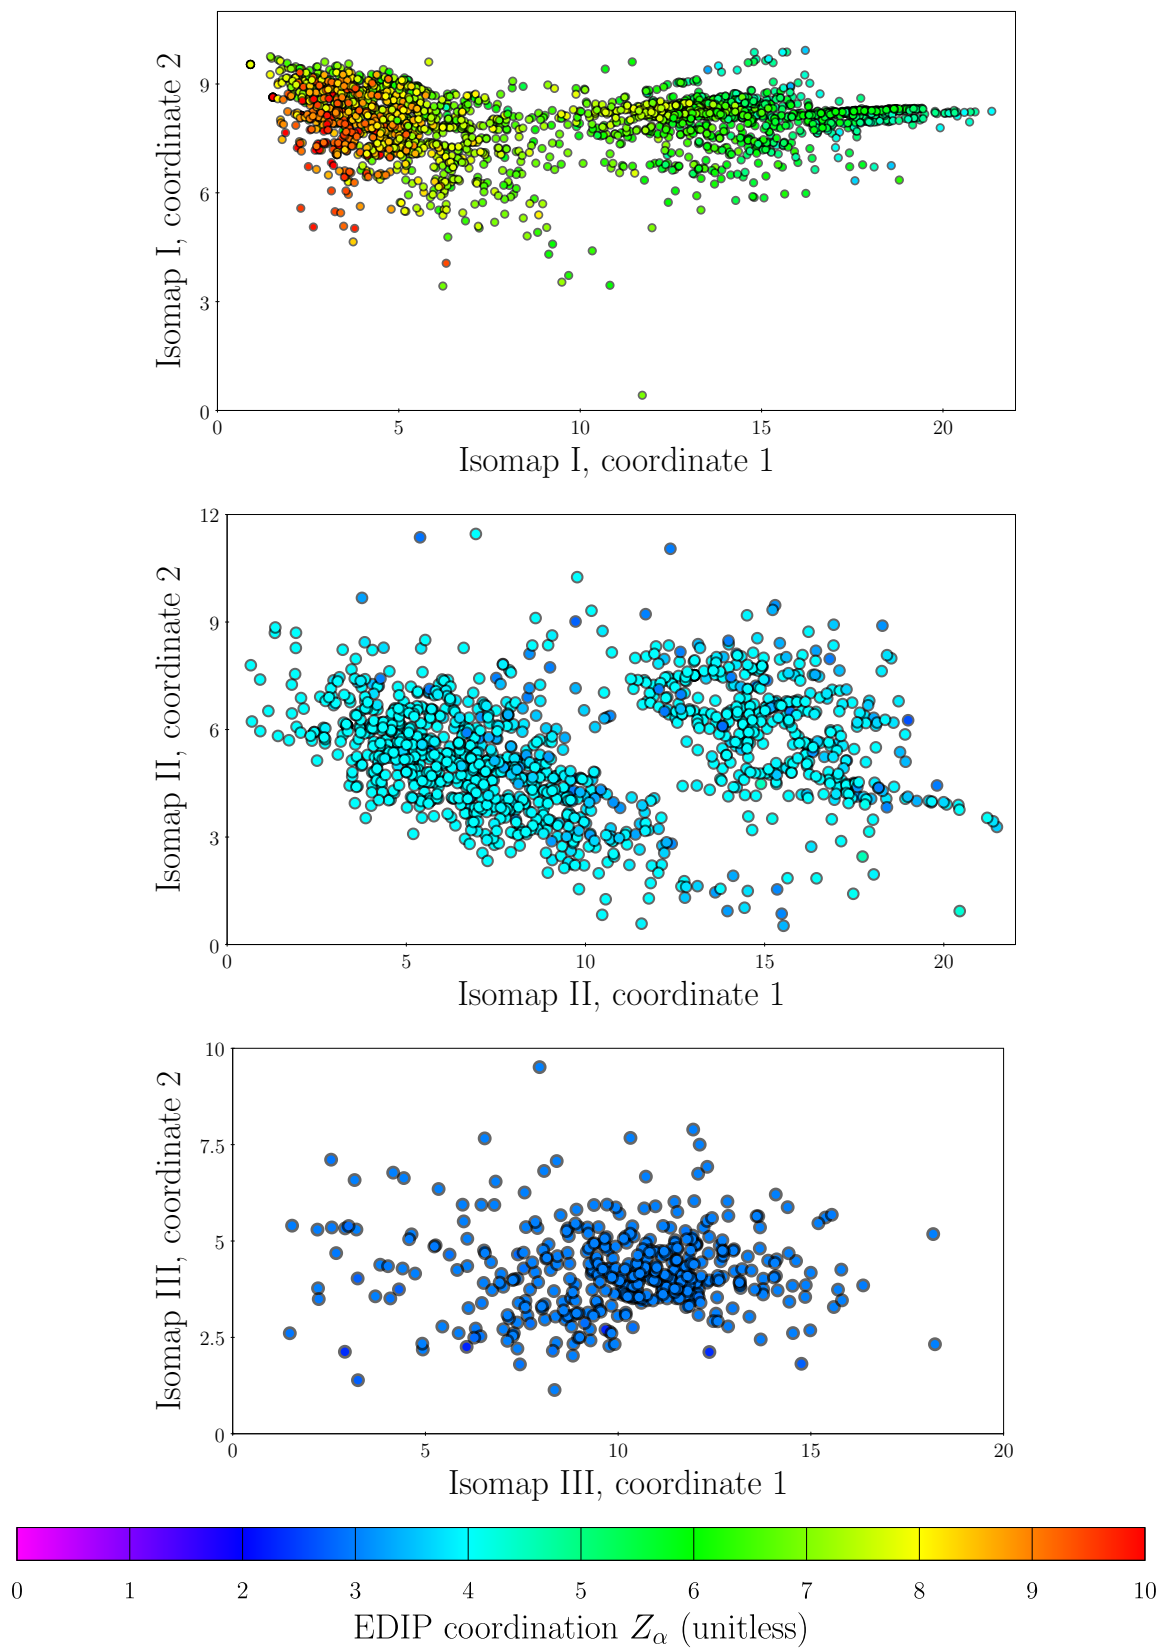 9
6
3
0
Isomap I, coordinate 2
0 5 10 15 20
Isomap I, coordinate 1
12
9
6
3
0
Isomap II, coordinate 2
0 5 10 15 20
Isomap II, coordinate 1
10
7.5
5
2.5
0
Isomap III, coordinate 2
0 5 10 15 20
Isomap III, coordinate 1
0 1 2 3 4 5 6 7 8 9 10
EDIP coordination Zα (unitless)